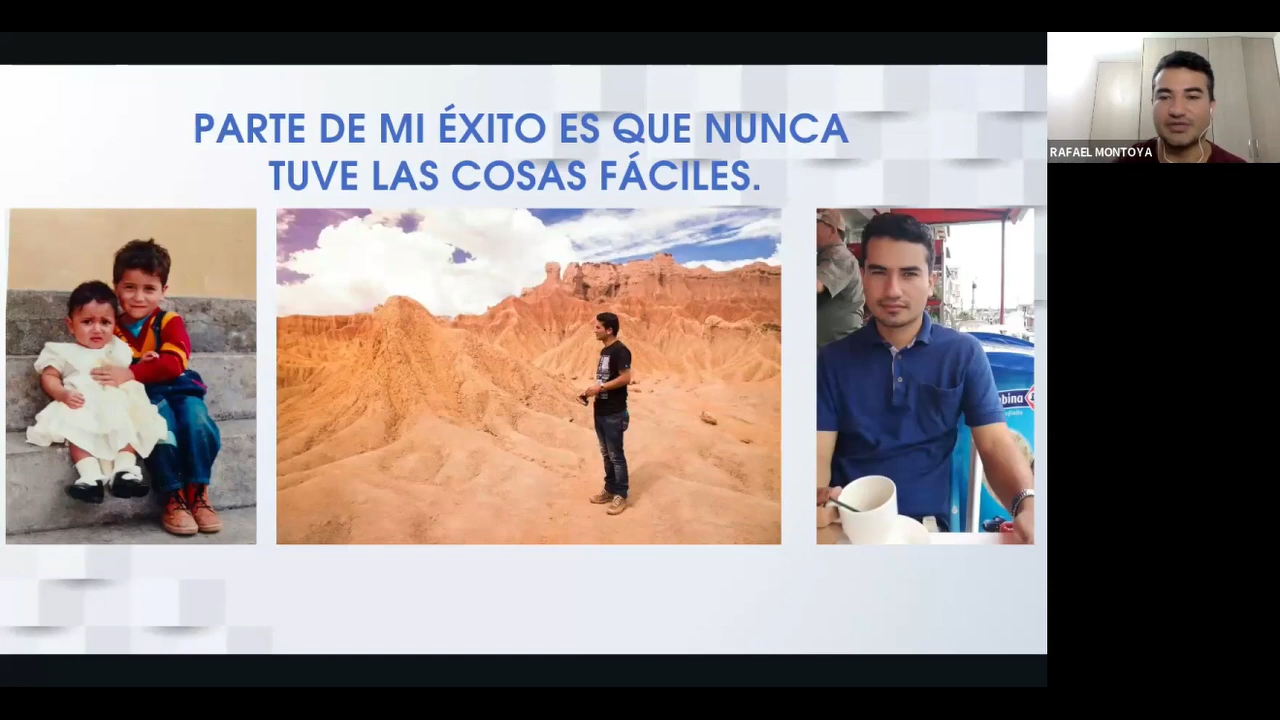 PARTE DE MI ÉXITO ES QUE NUNCA
TUVE LAS COSAS FÁCILES.
RAFAEL MONTOYA